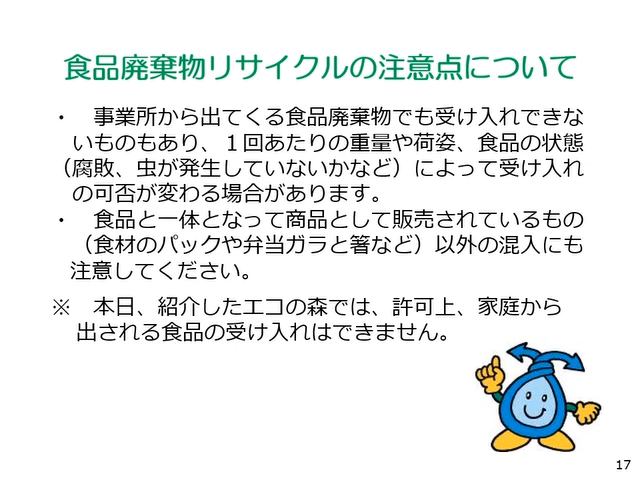 食品廃棄物リサイクルの注意点について
・　事業所から出てくる食品廃棄物でも受け入れできな
いものもあり、１回あたりの重量や荷姿、食品の状態
（腐敗、虫が発生していないかなど）によって受け入れ
の可否が変わる場合があります。
・　食品と一体となって商品として販売されているもの
（食材のパックや弁当ガラと箸など）以外の混入にも
注意してください。
※　本日、紹介したエコの森では、許可上、家庭から
出される食品の受け入れはできません。
17